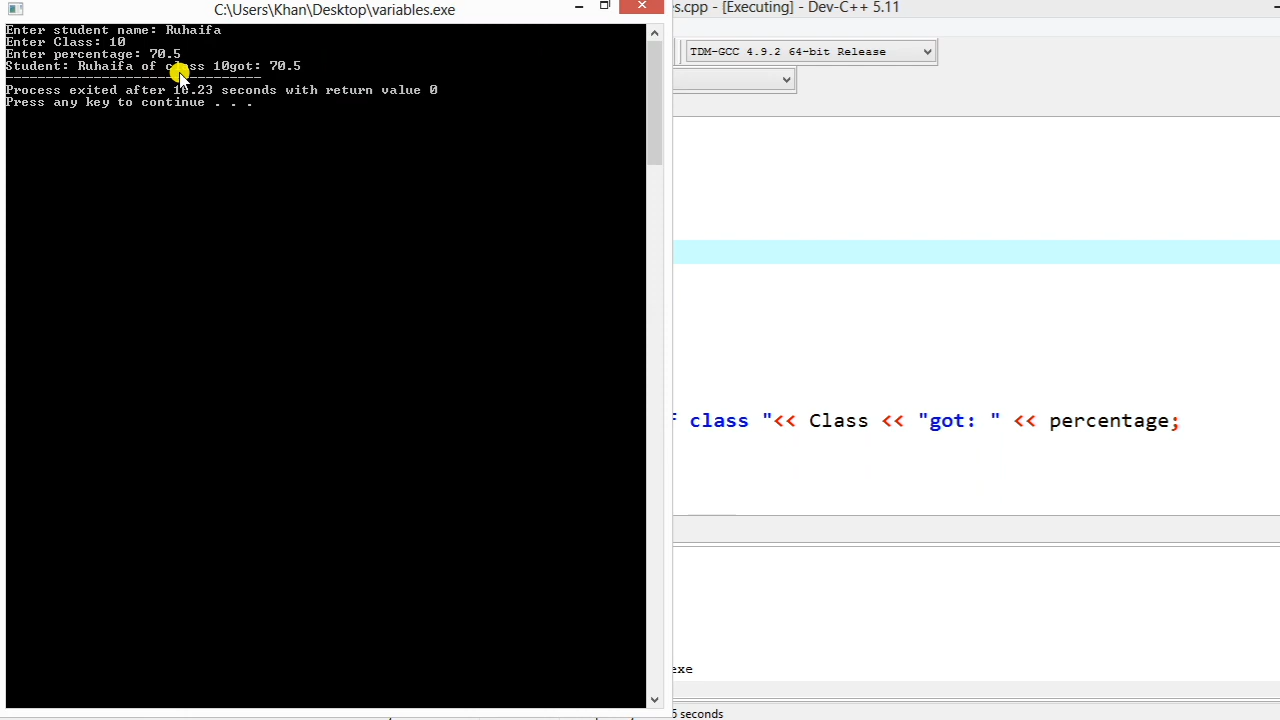 C:\Users\Khan\Desktop\variables.exe
s.cpp - [Executing] - Dev-C++ 5.11
Enter student name: Ruhaifa
Enter Class: 10
Enter percentage: 70.5
Student: Ruhaifa of class 10got: 70.5
--------------------------------
Process exited after 16.23 seconds with return value 0
Press any key to continue . . .
TDM-GCC 4.9.2 64-bit Release
f class "<< Class << "got: " << percentage;
exe
seconds